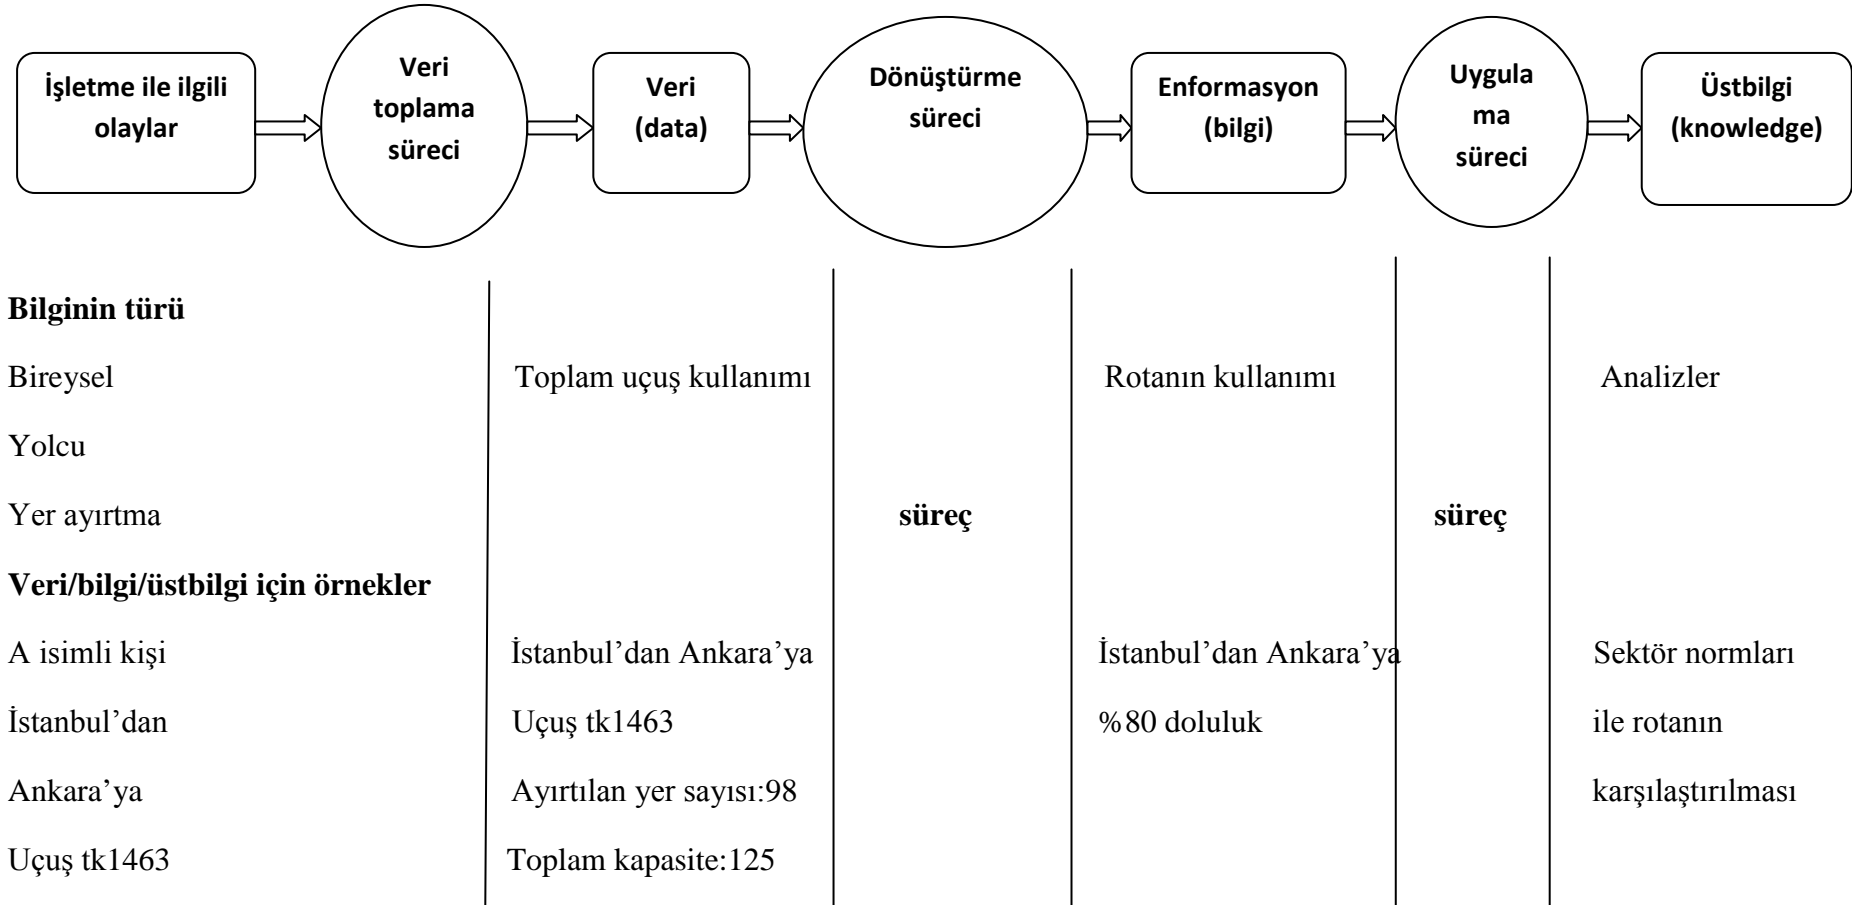 İşletme ile ilgili
olaylar
Veri
toplama
süreci
Veri
(data)
Dönüştürme
süreci
Enformasyon
(bilgi)
Uygula
ma
süreci
Üstbilgi
(knowledge)
Bilginin türü
Bireysel Toplam uçuş kullanımı Rotanın kullanımı Analizler
Yolcu
Yer ayırtma süreç süreç
Veri/bilgi/üstbilgi için örnekler
A isimli kişi İstanbul’dan Ankara’ya İstanbul’dan Ankara’ya Sektör normları
İstanbul’dan Uçuş tk1463 %80 doluluk ile rotanın
Ankara’ya Ayırtılan yer sayısı:98 karşılaştırılması
Uçuş tk1463 Toplam kapasite:125